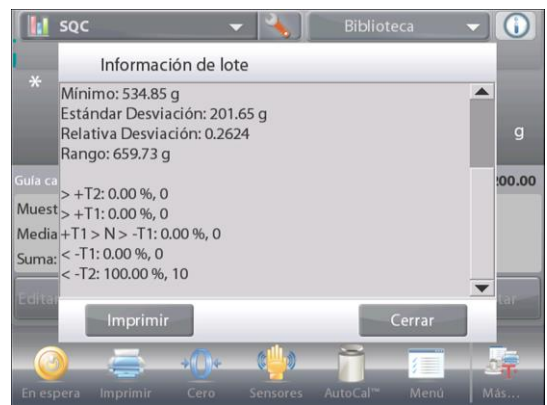 SQC
Biblioteca
Información de lote
*
Mínimo: 534.85 g
Estándar Desviación: 201.65 g
Relativa Desviación: 0.2624
Rango: 659.73 g
g
> +T2: 0.00 %, 0
> +T1: 0.00 %, 0
+T1 > N > -T1: 0.00 %, 0
< -T1: 0.00 %, 0
< -T2: 100.00 %, 10
Guía ca
200.00
Muest
Media
Suma:
Editar
Imprimir
Cerrar
En espera
Imprimir
Cero
Sensores
AutoCal™
Menú
Más...